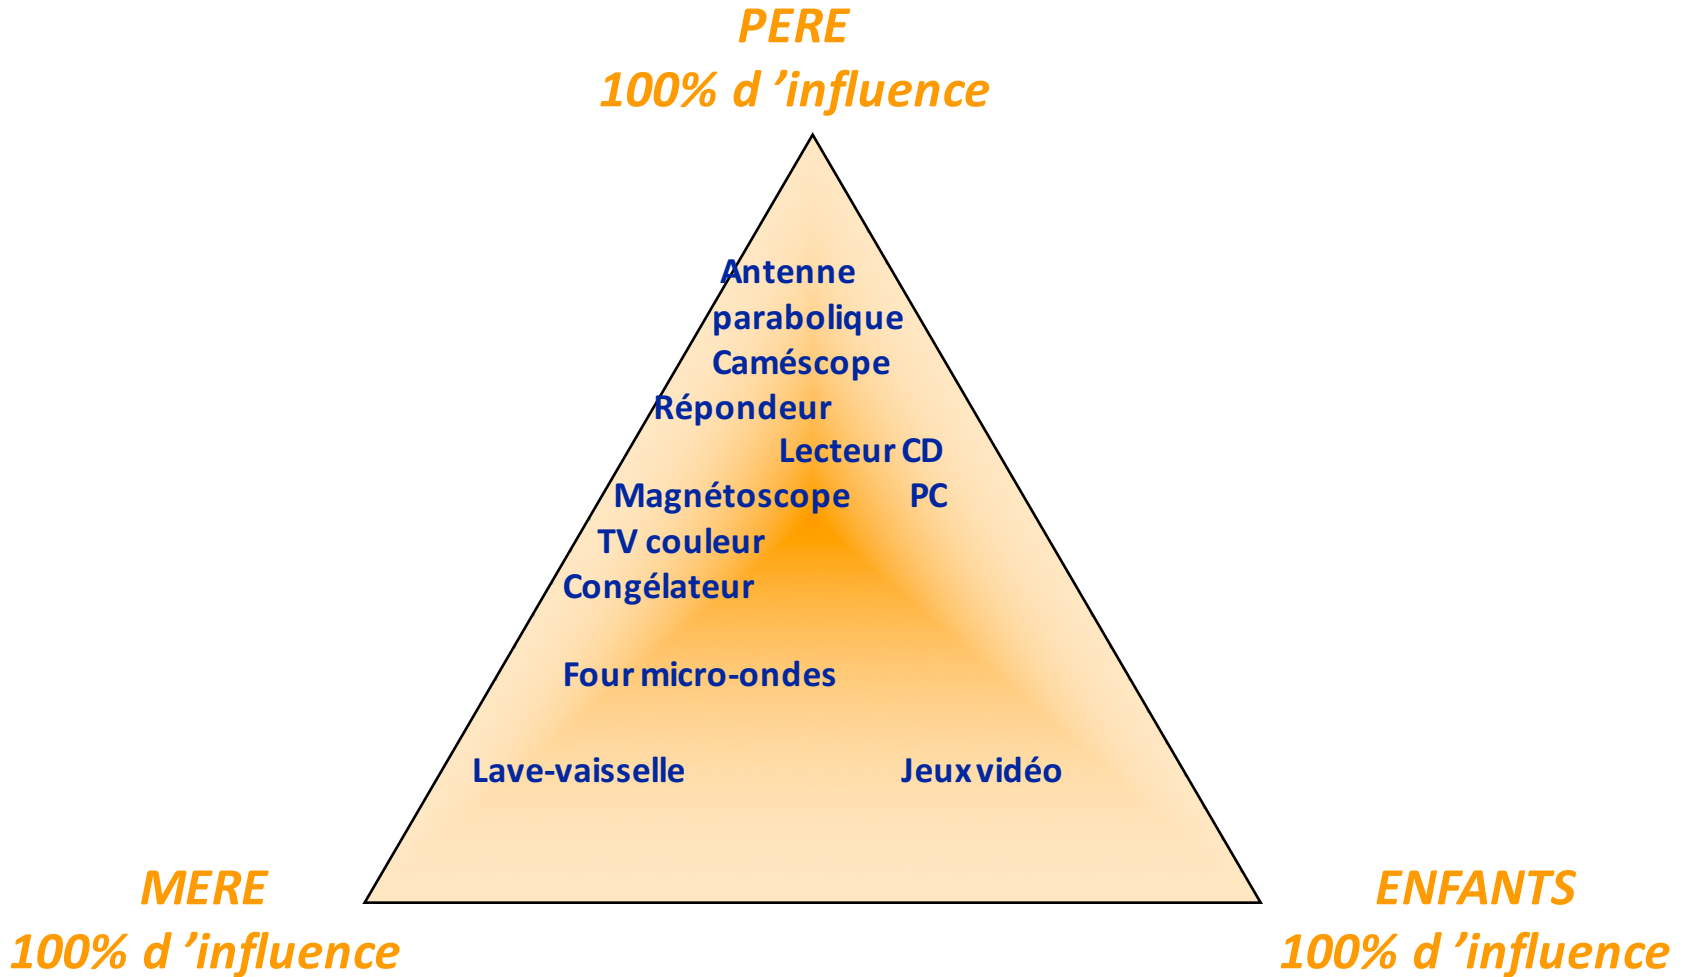 PERE
100% d ’influence
Antenne
parabolique
Caméscope
Répondeur
Lecteur CD
Magnétoscope PC
TV couleur
Congélateur
Four micro-ondes
Lave-vaisselle Jeux vidéo
MERE
100% d ’influence
ENFANTS
100% d ’influence